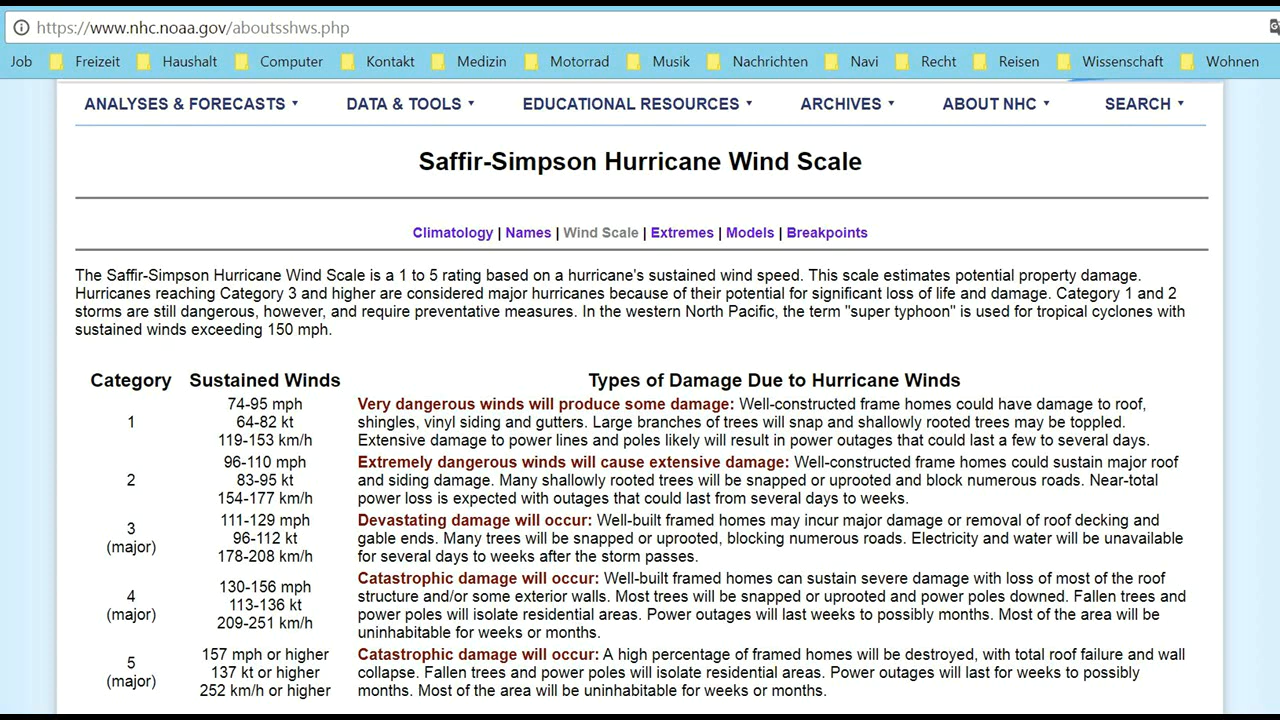 https://www.nhc.noaa.gov/aboutsshws.php
Job Freizeit Haushalt Computer Kontakt Medizin Motorrad Musik Nachrichten Navi Recht Reisen Wissenschaft Wohnen
ANALYSES & FORECASTS ▾ DATA & TOOLS ▾ EDUCATIONAL RESOURCES ▾ ARCHIVES ▾ ABOUT NHC ▾ SEARCH ▾
Saffir-Simpson Hurricane Wind Scale
Climatology | Names | Wind Scale | Extremes | Models | Breakpoints
The Saffir-Simpson Hurricane Wind Scale is a 1 to 5 rating based on a hurricane's sustained wind speed. This scale estimates potential property damage.
Hurricanes reaching Category 3 and higher are considered major hurricanes because of their potential for significant loss of life and damage. Category 1 and 2
storms are still dangerous, however, and require preventative measures. In the western North Pacific, the term "super typhoon" is used for tropical cyclones with
sustained winds exceeding 150 mph.
Category Sustained Winds Types of Damage Due to Hurricane Winds
1
74-95 mph
64-82 kt
119-153 km/h
Very dangerous winds will produce some damage: Well-constructed frame homes could have damage to roof,
shingles, vinyl siding and gutters. Large branches of trees will snap and shallowly rooted trees may be toppled.
Extensive damage to power lines and poles likely will result in power outages that could last a few to several days.
2
96-110 mph
83-95 kt
154-177 km/h
Extremely dangerous winds will cause extensive damage: Well-constructed frame homes could sustain major roof
and siding damage. Many shallowly rooted trees will be snapped or uprooted and block numerous roads. Near-total
power loss is expected with outages that could last from several days to weeks.
3
(major)
111-129 mph
96-112 kt
178-208 km/h
Devastating damage will occur: Well-built framed homes may incur major damage or removal of roof decking and
gable ends. Many trees will be snapped or uprooted, blocking numerous roads. Electricity and water will be unavailable
for several days to weeks after the storm passes.
4
(major)
130-156 mph
113-136 kt
209-251 km/h
Catastrophic damage will occur: Well-built framed homes can sustain severe damage with loss of most of the roof
structure and/or some exterior walls. Most trees will be snapped or uprooted and power poles downed. Fallen trees and
power poles will isolate residential areas. Power outages will last weeks to possibly months. Most of the area will be
uninhabitable for weeks or months.
5
(major)
157 mph or higher
137 kt or higher
252 km/h or higher
Catastrophic damage will occur: A high percentage of framed homes will be destroyed, with total roof failure and wall
collapse. Fallen trees and power poles will isolate residential areas. Power outages will last for weeks to possibly
months. Most of the area will be uninhabitable for weeks or months.